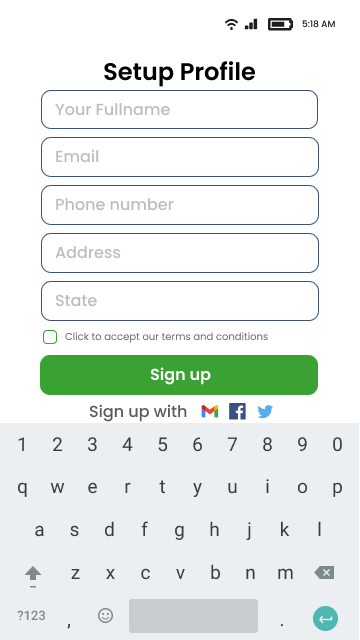 5:18 AM
Setup Profile
Your Fullname
Email
Phone number
Address
State
Click to accept our terms and conditions
Sign up
Sign up with
1 2 3 4 5 6 7 8 9 0
q w e r t y u i o p
a s d f g h j k l
z x c v b n m
?123 , .